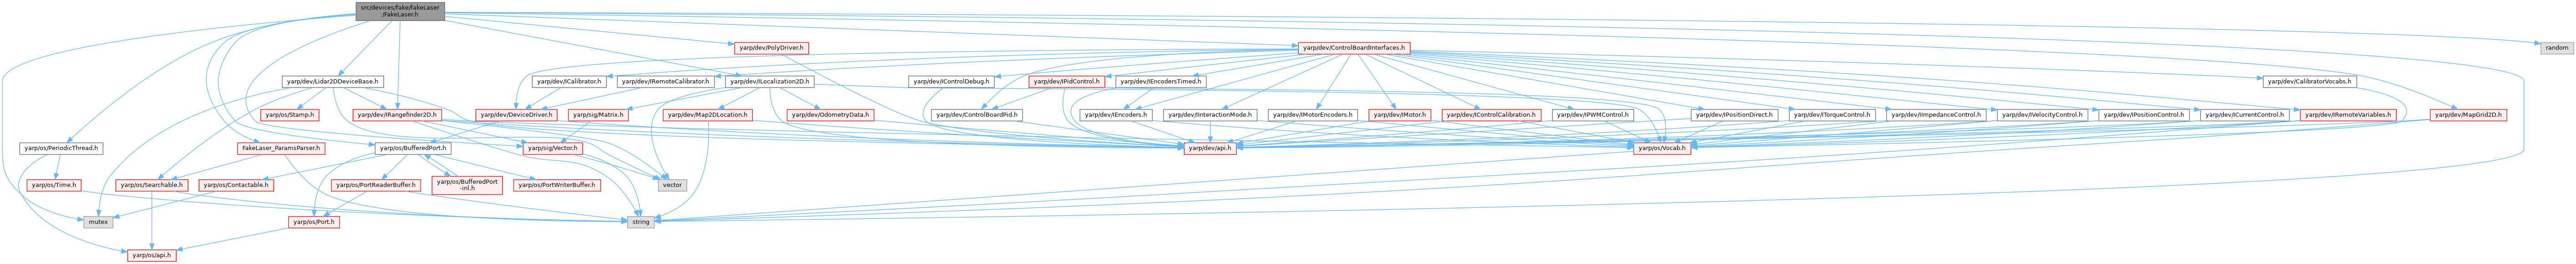 src/devices/fake/fakeLaser
/FakeLaser.h
yarp/dev/PolyDriver.h
yarp/dev/ControlBoardInterfaces.h
random
yarp/dev/Lidar2DDeviceBase.h
yarp/dev/ICalibrator.h
yarp/dev/IRemoteCalibrator.h
yarp/dev/ILocalization2D.h
yarp/dev/IControlDebug.h
yarp/dev/IPidControl.h
yarp/dev/IEncodersTimed.h
yarp/dev/CalibratorVocabs.h
yarp/os/Stamp.h
yarp/dev/IRangefinder2D.h
yarp/dev/DeviceDriver.h
yarp/sig/Matrix.h
yarp/dev/Map2DLocation.h
yarp/dev/OdometryData.h
yarp/dev/ControlBoardPid.h
yarp/dev/IEncoders.h
yarp/dev/IInteractionMode.h
yarp/dev/IMotorEncoders.h
yarp/dev/IMotor.h
yarp/dev/IControlCalibration.h
yarp/dev/IPWMControl.h
yarp/dev/IPositionDirect.h
yarp/dev/ITorqueControl.h
yarp/dev/IImpedanceControl.h
yarp/dev/IVelocityControl.h
yarp/dev/IPositionControl.h
yarp/dev/ICurrentControl.h
yarp/dev/IRemoteVariables.h
yarp/dev/MapGrid2D.h
yarp/os/PeriodicThread.h
FakeLaser_ParamsParser.h
yarp/os/BufferedPort.h
yarp/sig/Vector.h
yarp/dev/api.h
yarp/os/Vocab.h
yarp/os/Time.h
yarp/os/Searchable.h
yarp/os/Contactable.h
yarp/os/PortReaderBuffer.h
yarp/os/BufferedPort
-inl.h
yarp/os/PortWriterBuffer.h
vector
mutex
yarp/os/Port.h
string
yarp/os/api.h